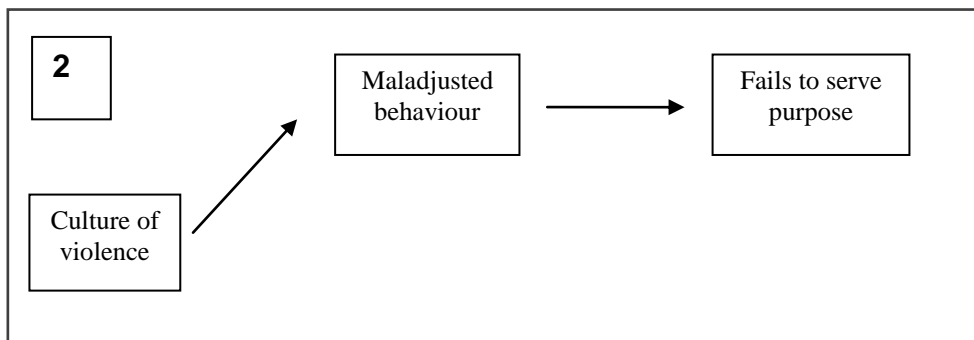 2
Maladjusted
behaviour
Fails to serve
purpose
Culture of
violence